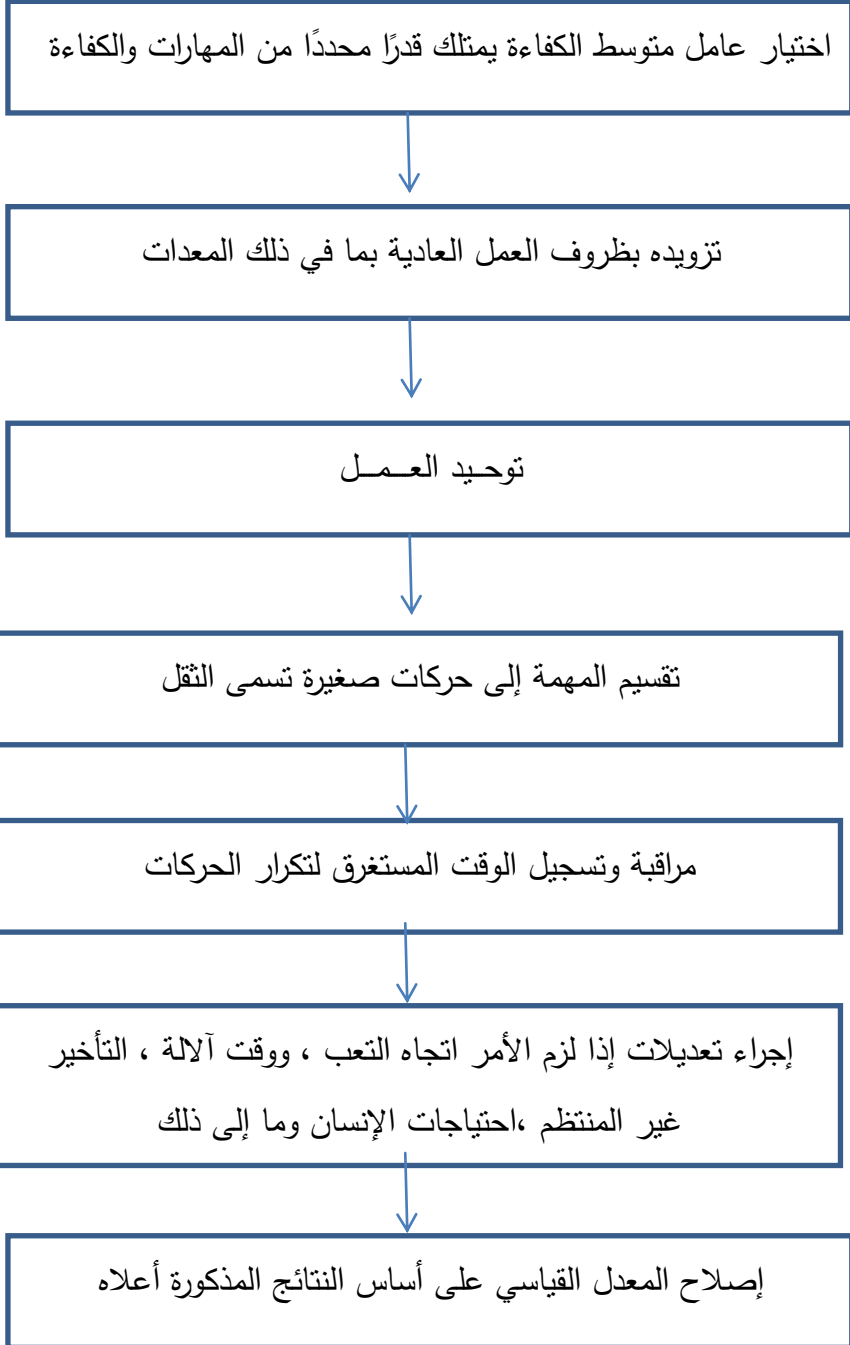 اختيار عامل متوسط الكفاءة يمتلك قدرًا محددًا من المهارات والكفاءة
تزويده بظروف العمل العادية بما في ذلك المعدات
توحـيد العـــمــل
تقسيم المهمة إلى حركات صغيرة تسمى الثقل
مراقبة وتسجيل الوقت المستغرق لتكرار الحركات
إجراء تعديلات إذا لزم الأمر اتجاه التعب ، ووقت آلالة ، التأخير
غير المنتظم ،احتياجات الإنسان وما إلى ذلك
إصلاح المعدل القياسي على أساس النتائج المذكورة أعلاه